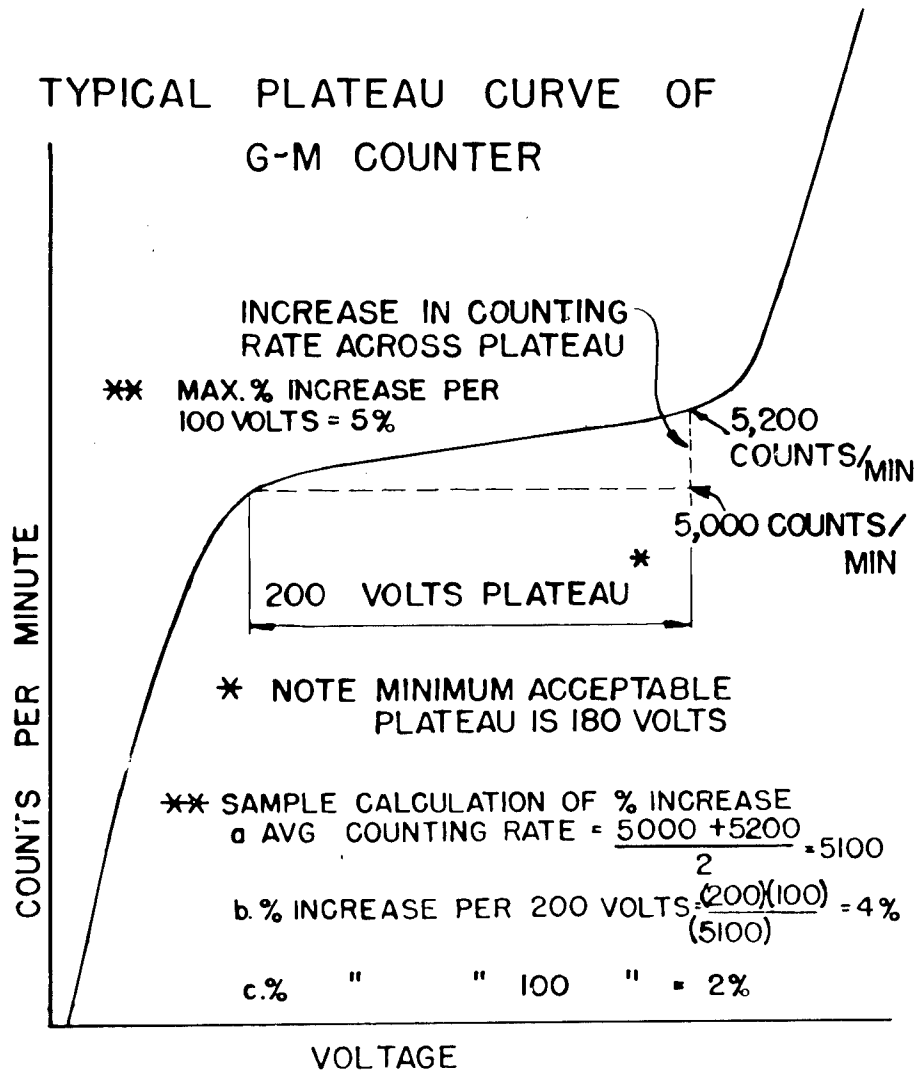 TYPICAL PLATEAU CURVE OF
G-M COUNTER
INCREASE IN COUNTING
RATE ACROSS PLATEAU
** MAX. % INCREASE PER
100 VOLTS = 5%
5,200
COUNTS/MIN
5,000 COUNTS/
MIN
200 VOLTS PLATEAU *
COUNTS PER MINUTE
* NOTE MINIMUM ACCEPTABLE
PLATEAU IS 180 VOLTS
** SAMPLE CALCULATION OF % INCREASE
a AVG COUNTING RATE = 5000 + 5200 / 2 = 5100
b. % INCREASE PER 200 VOLTS = (200)(100) / (5100) = 4%
c. % " " 100 " = 2%
VOLTAGE